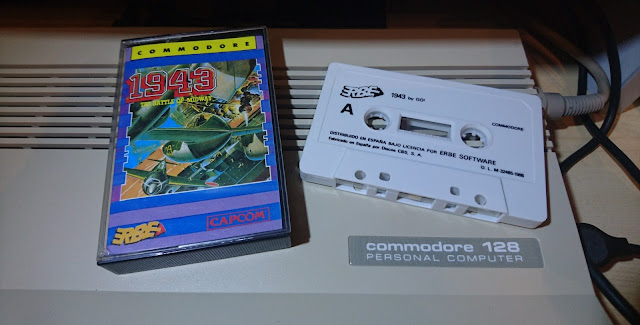 COMMODORE
1943
THE BATTLE OF MIDWAY
ERBE
CAPCOM
ERBE
1943 by GO!
A
COMMODORE
DISTRIBUIDO EN ESPAÑA BAJO LICENCIA POR ERBE SOFTWARE
Fabricado en España por Discos CBS, S. A.
commodore 128
PERSONAL COMPUTER